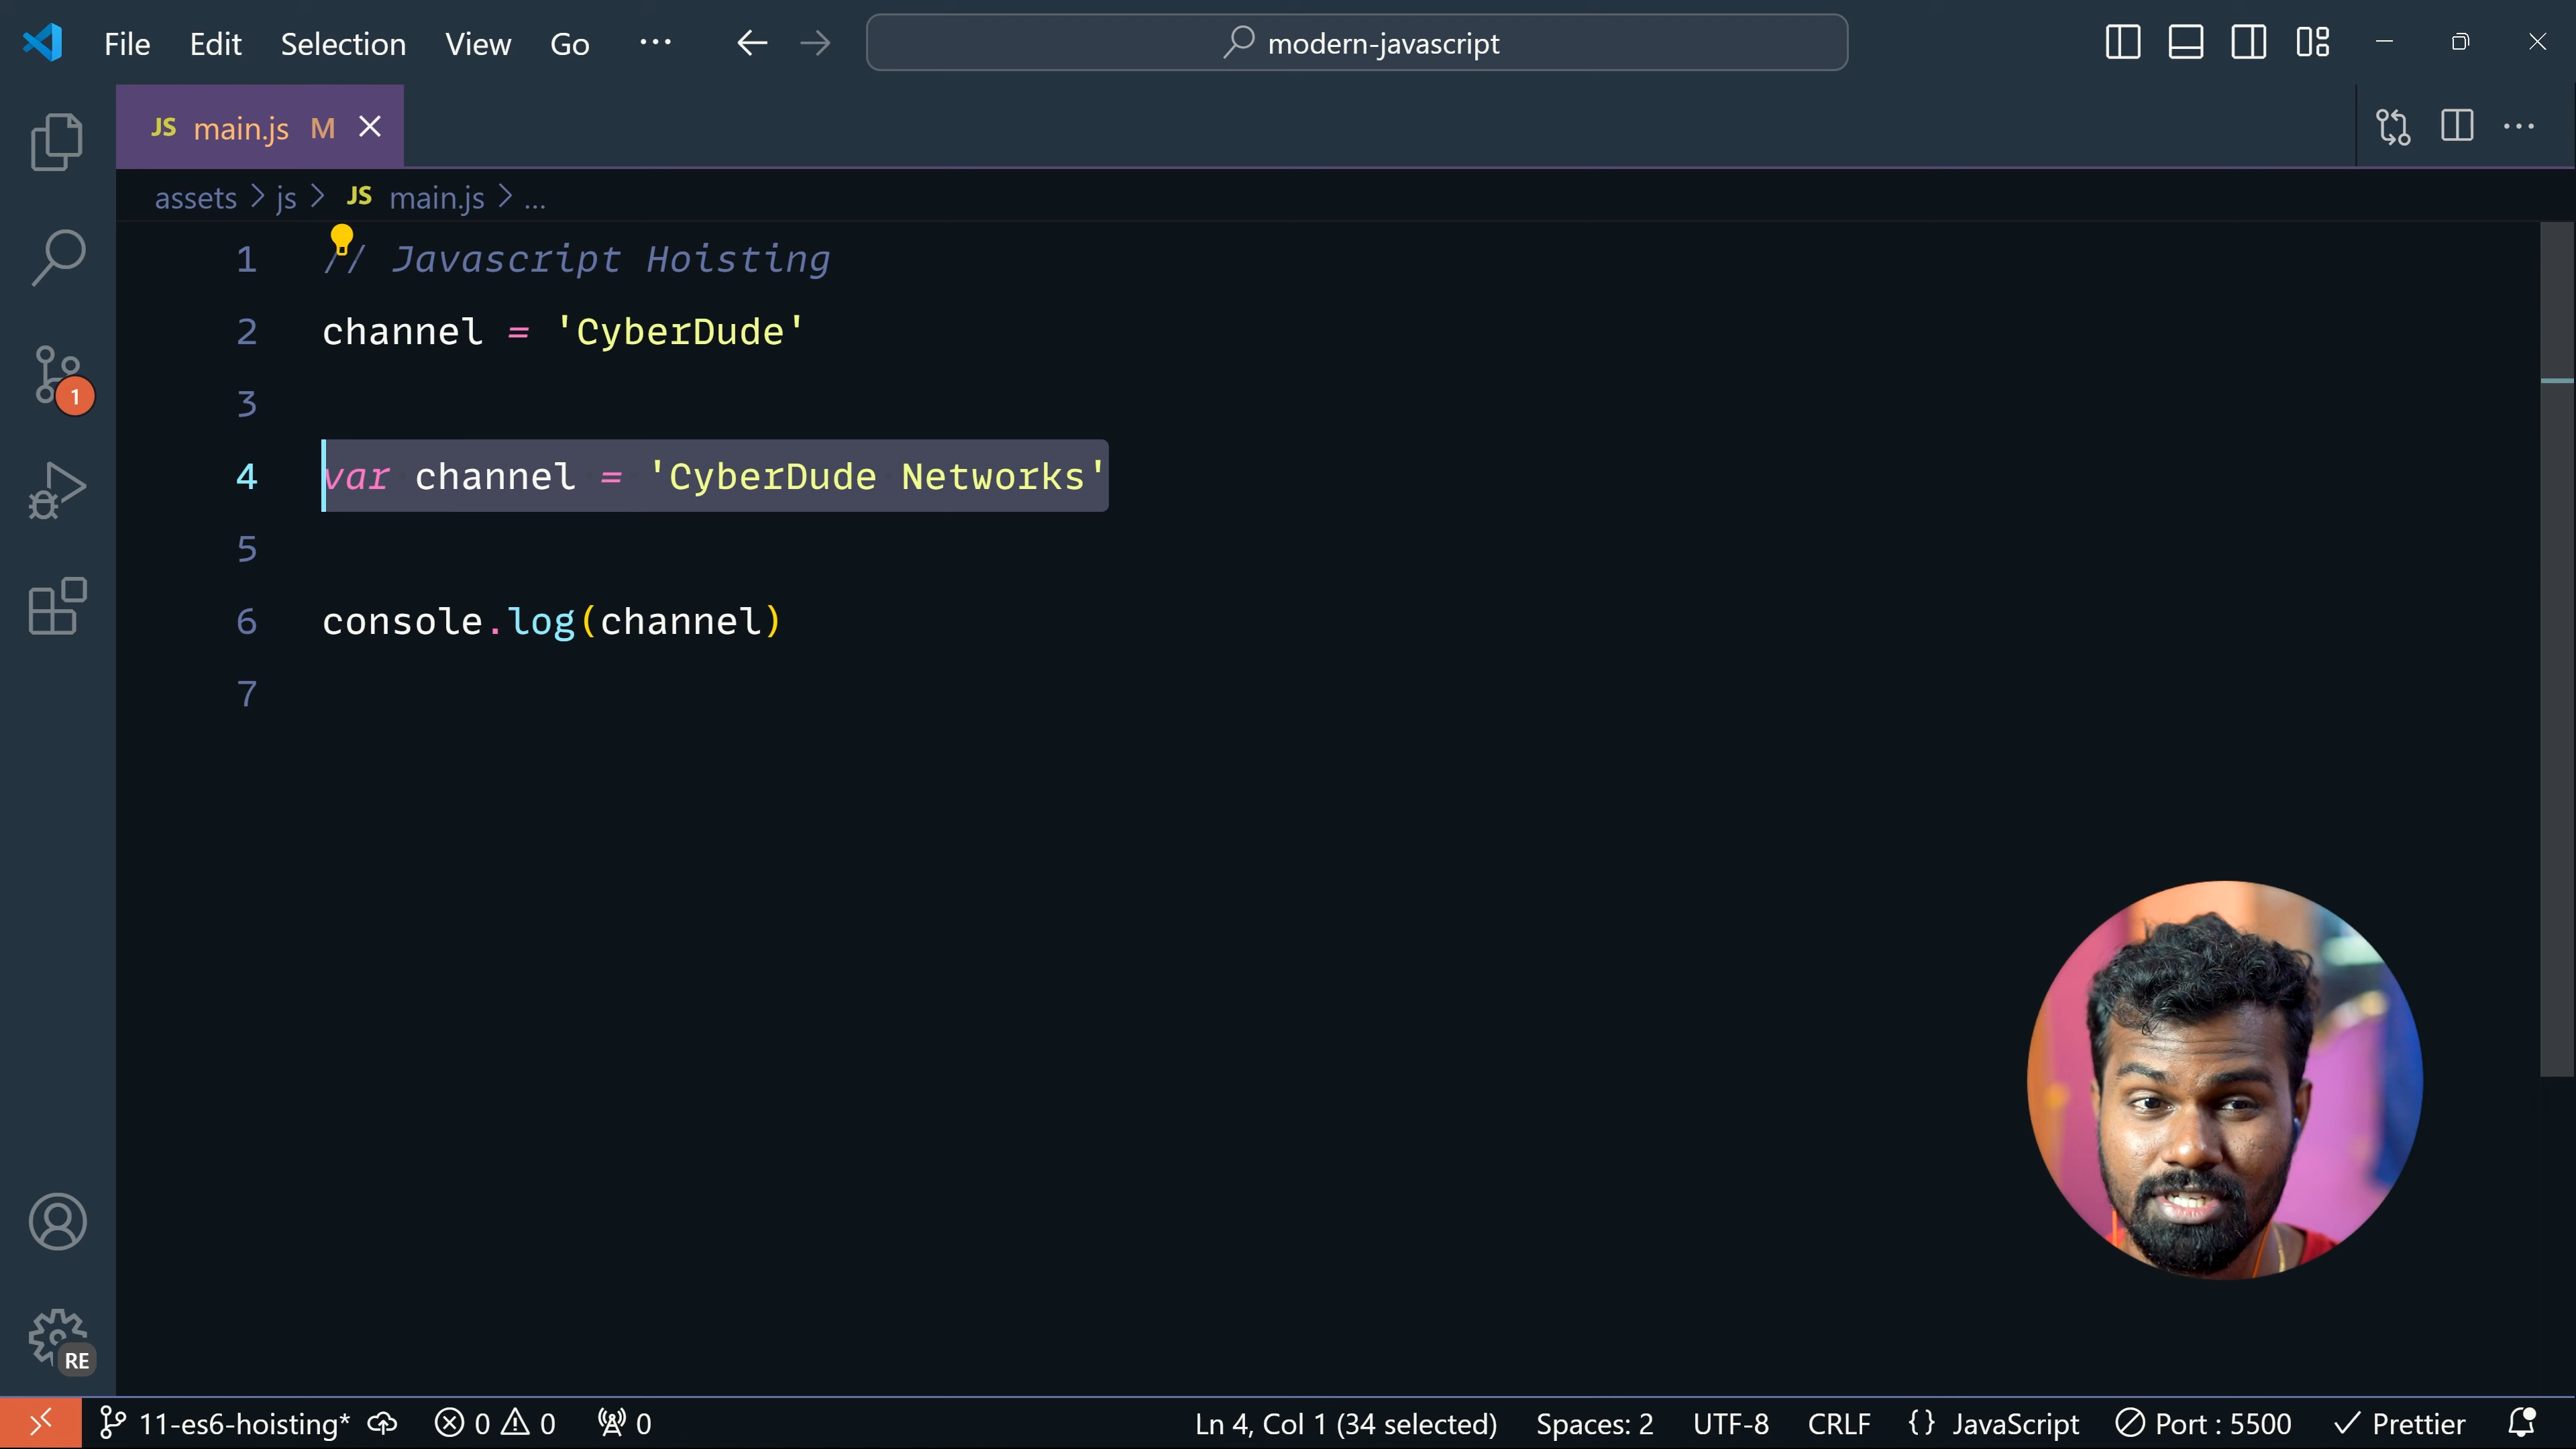 File Edit Selection View Go ··· modern-javascript
JS main.js M
assets > js > JS main.js > ...
1 // Javascript Hoisting
2 channel = 'CyberDude'
3
4 var channel = 'CyberDude Networks'
5
6 console.log(channel)
7
1
RE
11-es6-hoisting* 0 0 0 Ln 4, Col 1 (34 selected) Spaces: 2 UTF-8 CRLF {} JavaScript Port : 5500 Prettier